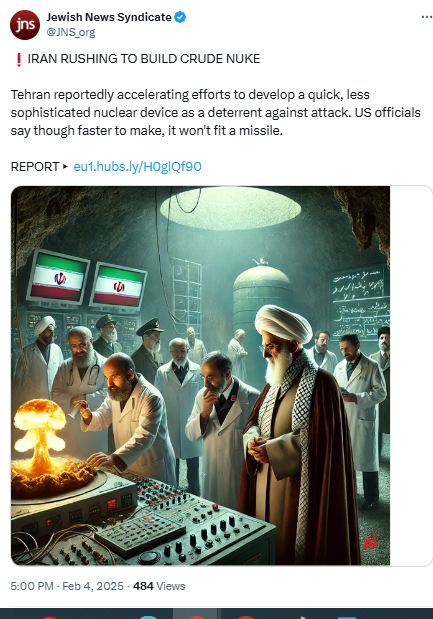 jns
Jewish News Syndicate
@JNS_org
❗IRAN RUSHING TO BUILD CRUDE NUKE
Tehran reportedly accelerating efforts to develop a quick, less
sophisticated nuclear device as a deterrent against attack. US officials
say though faster to make, it won't fit a missile.
REPORT ▸ eu1.hubs.ly/H0glQf90
Ai
5:00 PM · Feb 4, 2025 · 484 Views